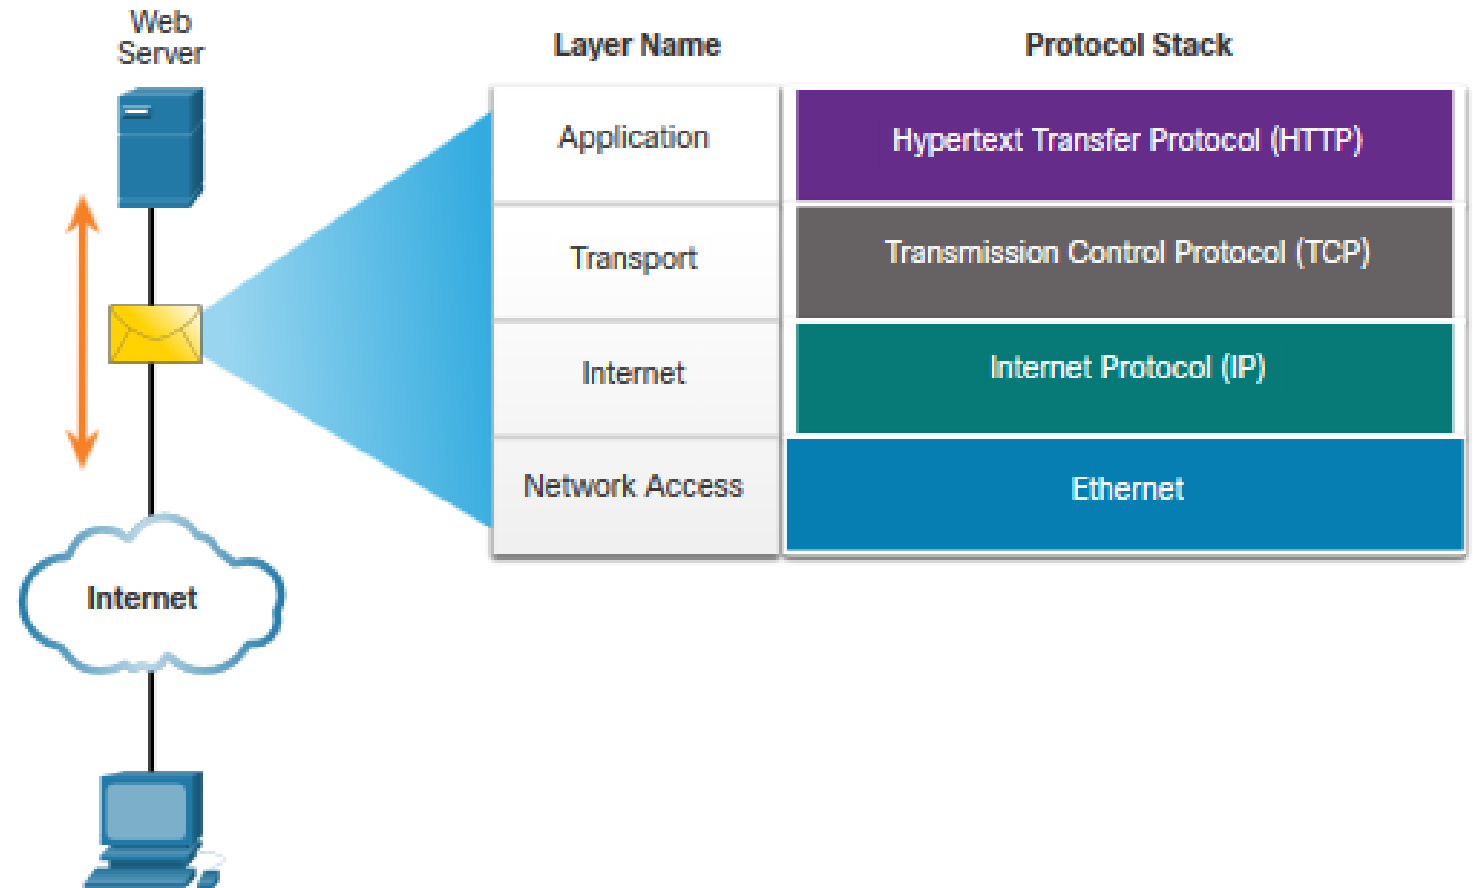 Web
Server
Layer Name
Protocol Stack
Application
Hypertext Transfer Protocol (HTTP)
Transport
Transmission Control Protocol (TCP)
Internet
Internet Protocol (IP)
Network Access
Ethernet
Internet